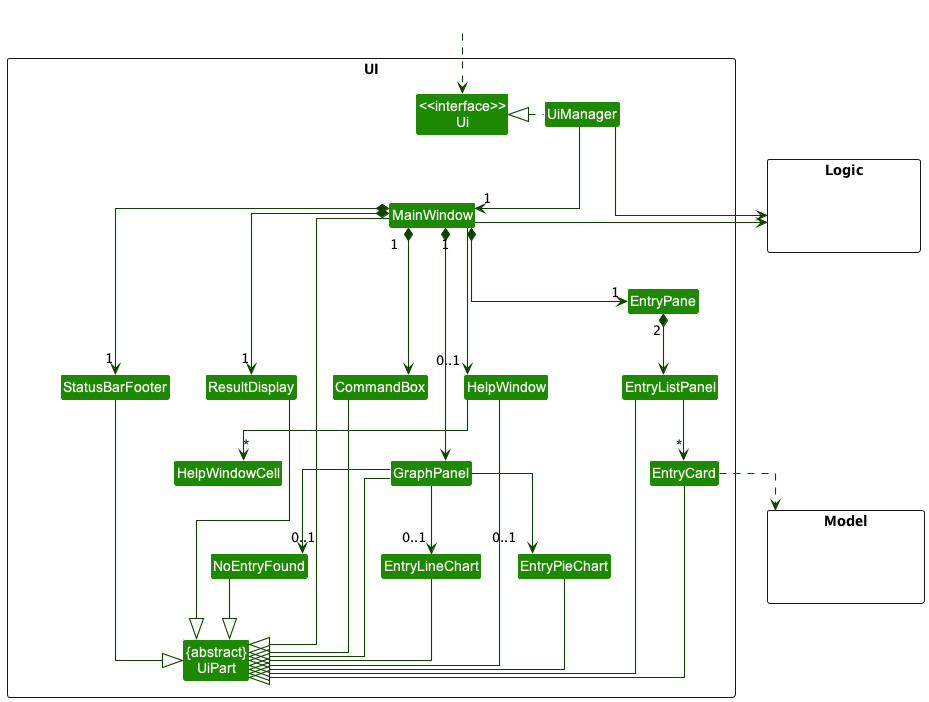 UI
<<interface>>
Ui
UiManager
Logic
1
MainWindow
1
1
1
EntryPane
2
1
1
0..1
StatusBarFooter
ResultDisplay
CommandBox
HelpWindow
EntryListPanel
*
*
HelpWindowCell
GraphPanel
EntryCard
Model
0..1
0..1
0..1
NoEntryFound
EntryLineChart
EntryPieChart
{abstract}
UiPart